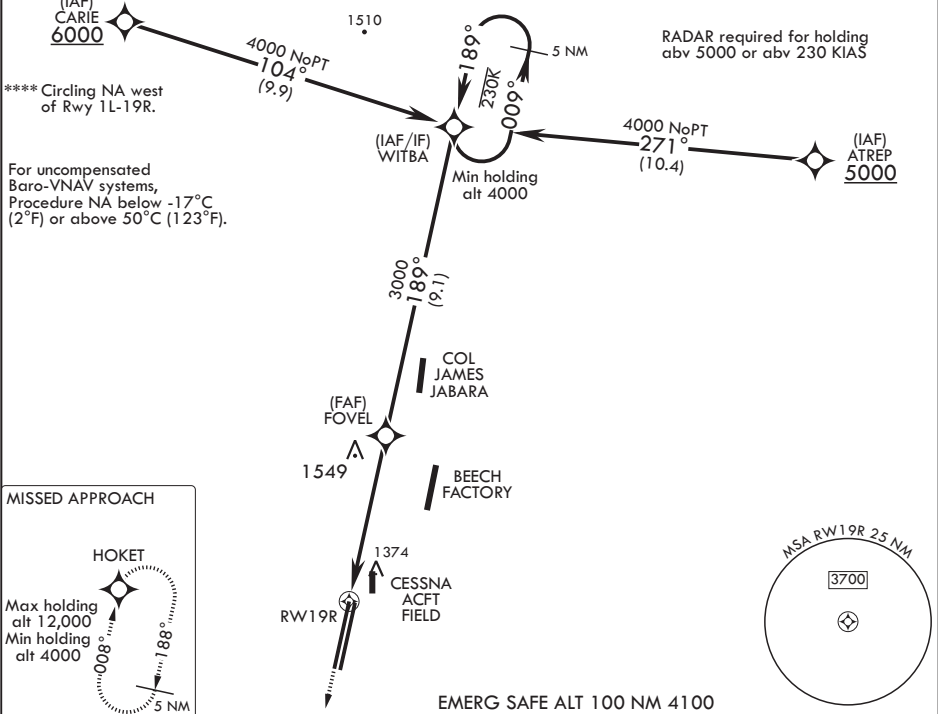 (IAF)
CARIE
6000
1510
189°
230K
009°
5 NM
RADAR required for holding
abv 5000 or abv 230 KIAS
4000 NoPT
104°
(9.9)
**** Circling NA west
of Rwy 1L-19R.
(IAF/IF)
WITBA
4000 NoPT
271°
(10.4)
(IAF)
ATREP
5000
Min holding
alt 4000
For uncompensated
Baro-VNAV systems,
Procedure NA below -17°C
(2°F) or above 50°C (123°F).
3000
189°
(9.1)
COL
JAMES
JABARA
(FAF)
FOVEL
1549
BEECH
FACTORY
MISSED APPROACH
HOKET
Max holding
alt 12,000
Min holding
alt 4000
008°
188°
5 NM
1374
CESSNA
ACFT
FIELD
RW19R
MSA RW19R 25 NM
3700
EMERG SAFE ALT 100 NM 4100